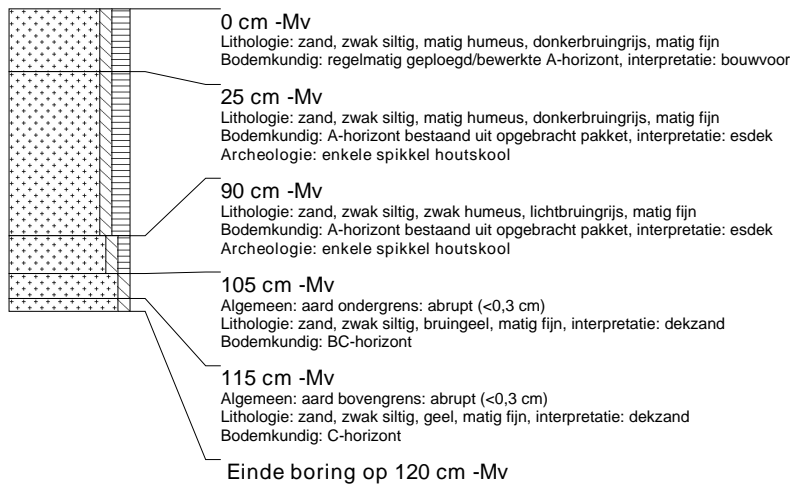 0 cm -Mv
Lithologie: zand, zwak siltig, matig humeus, donkerbruingrijs, matig fijn
Bodemkundig: regelmatig geploegd/bewerkte A-horizont, interpretatie: bouwvoor
25 cm -Mv
Lithologie: zand, zwak siltig, matig humeus, donkerbruingrijs, matig fijn
Bodemkundig: A-horizont bestaand uit opgebracht pakket, interpretatie: esdek
Archeologie: enkele spikkel houtskool
90 cm -Mv
Lithologie: zand, zwak siltig, zwak humeus, lichtbruingrijs, matig fijn
Bodemkundig: A-horizont bestaand uit opgebracht pakket, interpretatie: esdek
Archeologie: enkele spikkel houtskool
105 cm -Mv
Algemeen: aard ondergrens: abrupt (<0,3 cm)
Lithologie: zand, zwak siltig, bruingeel, matig fijn, interpretatie: dekzand
Bodemkundig: BC-horizont
115 cm -Mv
Algemeen: aard bovengrens: abrupt (<0,3 cm)
Lithologie: zand, zwak siltig, geel, matig fijn, interpretatie: dekzand
Bodemkundig: C-horizont
Einde boring op 120 cm -Mv